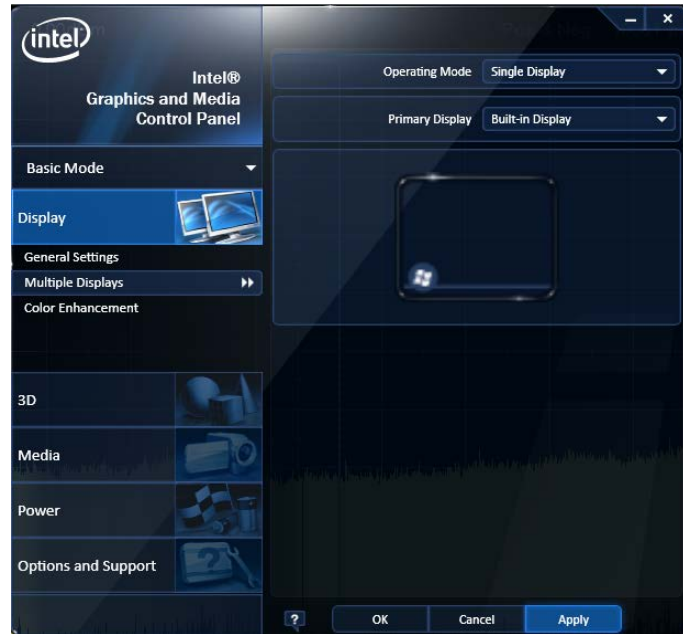 intel
Intel®
Graphics and Media
Control Panel
Basic Mode
Display
General Settings
Multiple Displays
Color Enhancement
3D
Media
Power
Options and Support
Operating Mode Single Display
Primary Display Built-in Display
? OK Cancel Apply